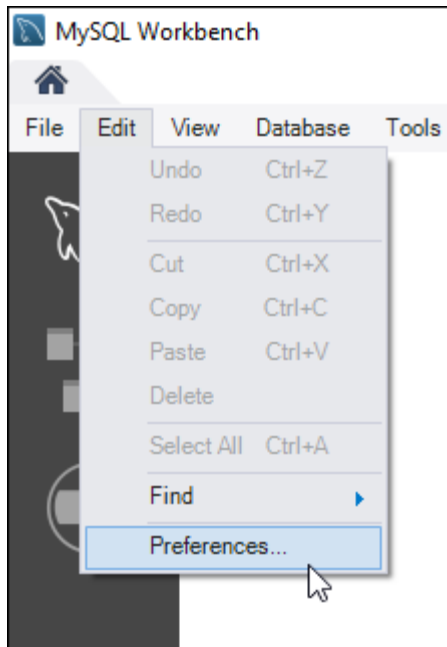 MySQL Workbench
File Edit View Database Tools
Undo Ctrl+Z
Redo Ctrl+Y
Cut Ctrl+X
Copy Ctrl+C
Paste Ctrl+V
Delete
Select All Ctrl+A
Find
Preferences...